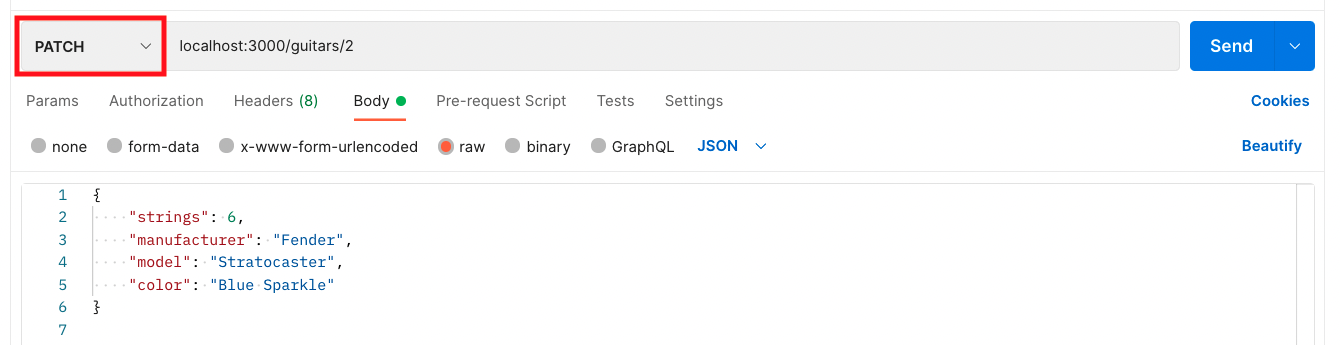 PATCH localhost:3000/guitars/2 Send
Params Authorization Headers (8) Body Pre-request Script Tests Settings Cookies
none form-data x-www-form-urlencoded raw binary GraphQL JSON Beautify
1 {
2 ····"strings":·6,
3 ····"manufacturer":·"Fender",
4 ····"model":·"Stratocaster",
5 ····"color":·"Blue·Sparkle"
6 }
7